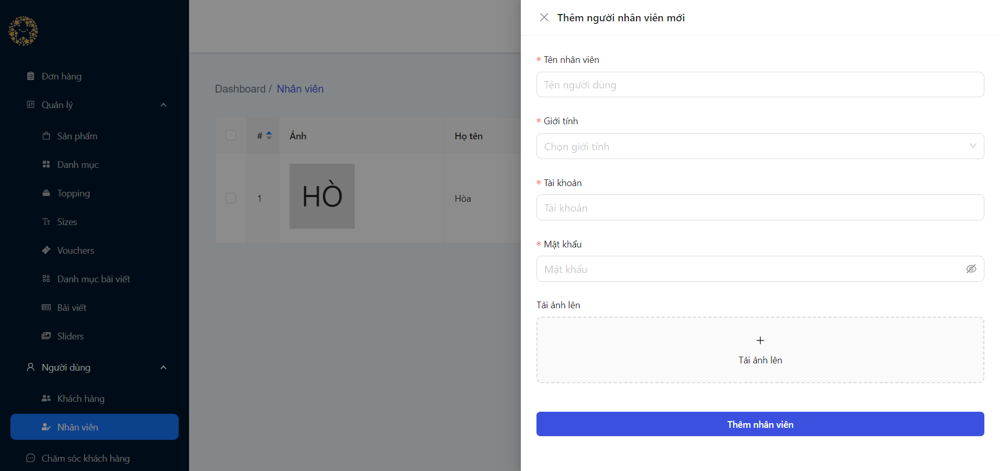 Đơn hàng
Quản lý
Sản phẩm
Danh mục
Topping
Sizes
Vouchers
Danh mục bài viết
Bài viết
Sliders
Người dùng
Khách hàng
Nhân viên
Chăm sóc khách hàng
Dashboard / Nhân viên
# Ảnh Họ tên
1 HÒ Hòa
Thêm người nhân viên mới
* Tên nhân viên
Tên người dùng
* Giới tính
Chọn giới tính
* Tài khoản
Tài khoản
* Mật khẩu
Mật khẩu
Tải ảnh lên
+
Tải ảnh lên
Thêm nhân viên